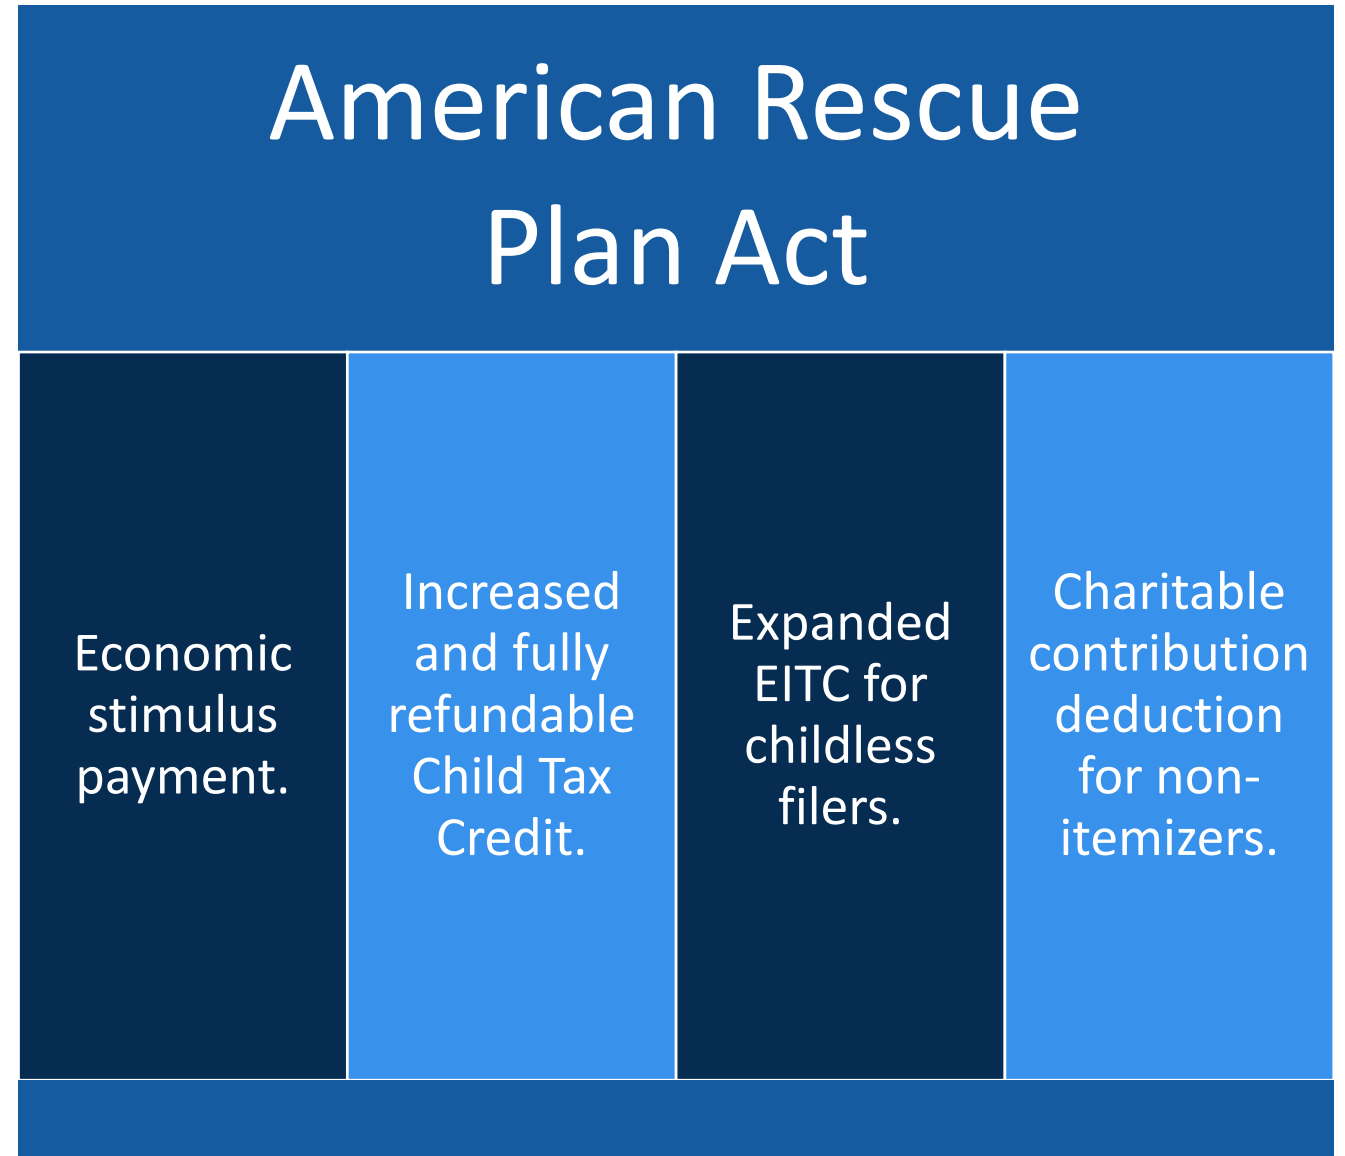 American Rescue
Plan Act
Economic
stimulus
payment.
Increased
and fully
refundable
Child Tax
Credit.
Expanded
EITC for
childless
filers.
Charitable
contribution
deduction
for non-
itemizers.